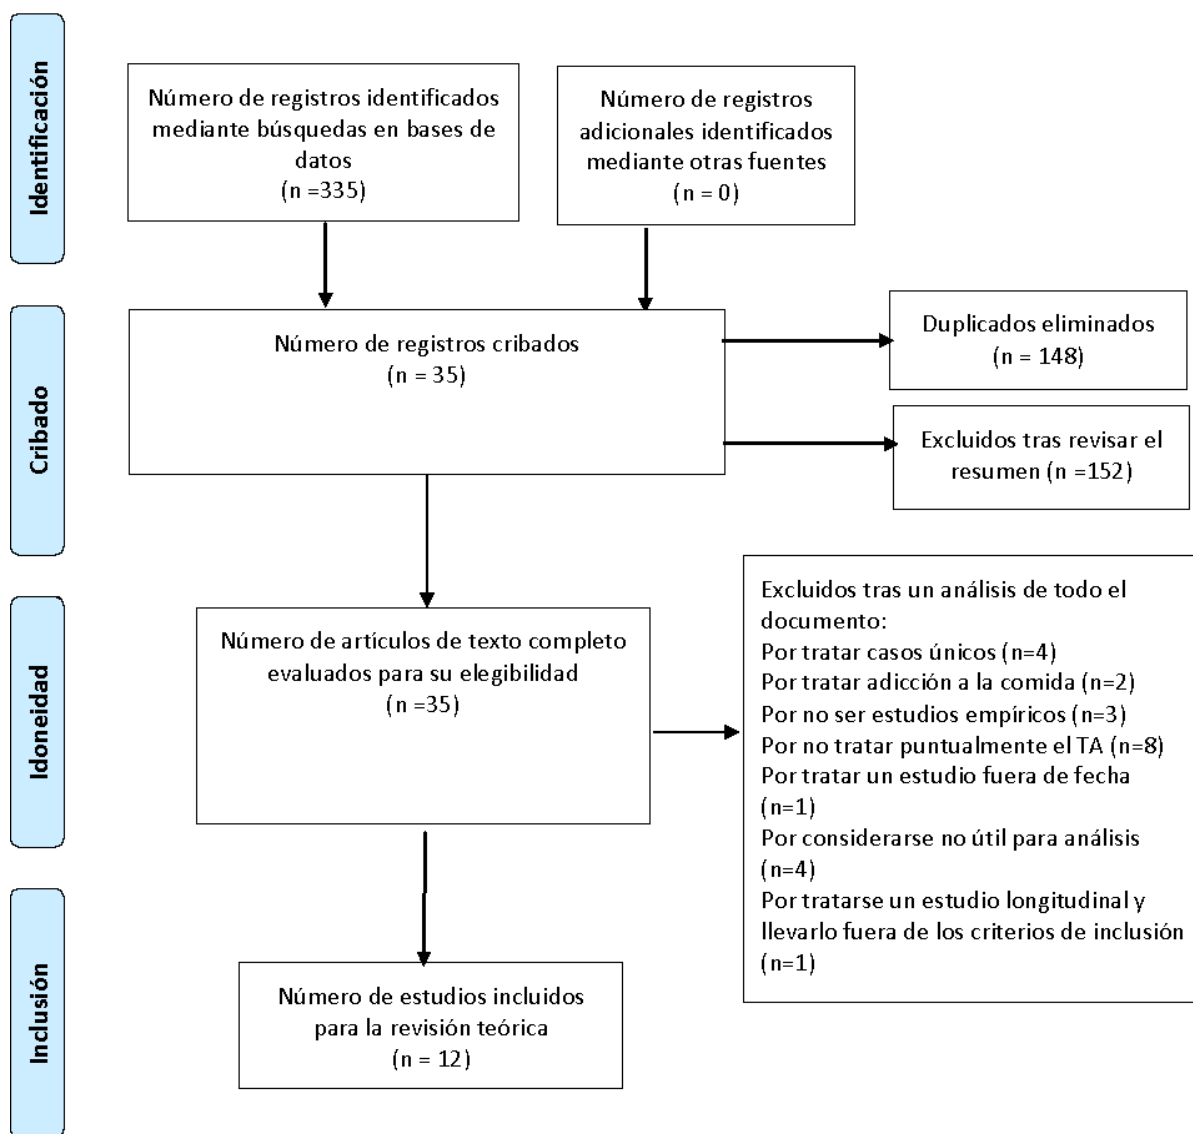 Identificación
Número de registros identificados
mediante búsquedas en bases de
datos
(n =335)
Número de registros
adicionales identificados
mediante otras fuentes
(n = 0)
Cribado
Número de registros cribados
(n = 35)
Duplicados eliminados
(n = 148)
Excluidos tras revisar el
resumen (n =152)
Idoneidad
Número de artículos de texto completo
evaluados para su elegibilidad
(n =35)
Excluidos tras un análisis de todo el
documento:
Por tratar casos únicos (n=4)
Por tratar adicción a la comida (n=2)
Por no ser estudios empíricos (n=3)
Por no tratar puntualmente el TA (n=8)
Por tratar un estudio fuera de fecha
(n=1)
Por considerarse no útil para análisis
(n=4)
Por tratarse un estudio longitudinal y
llevarlo fuera de los criterios de inclusión
(n=1)
Inclusión
Número de estudios incluidos
para la revisión teórica
(n = 12)